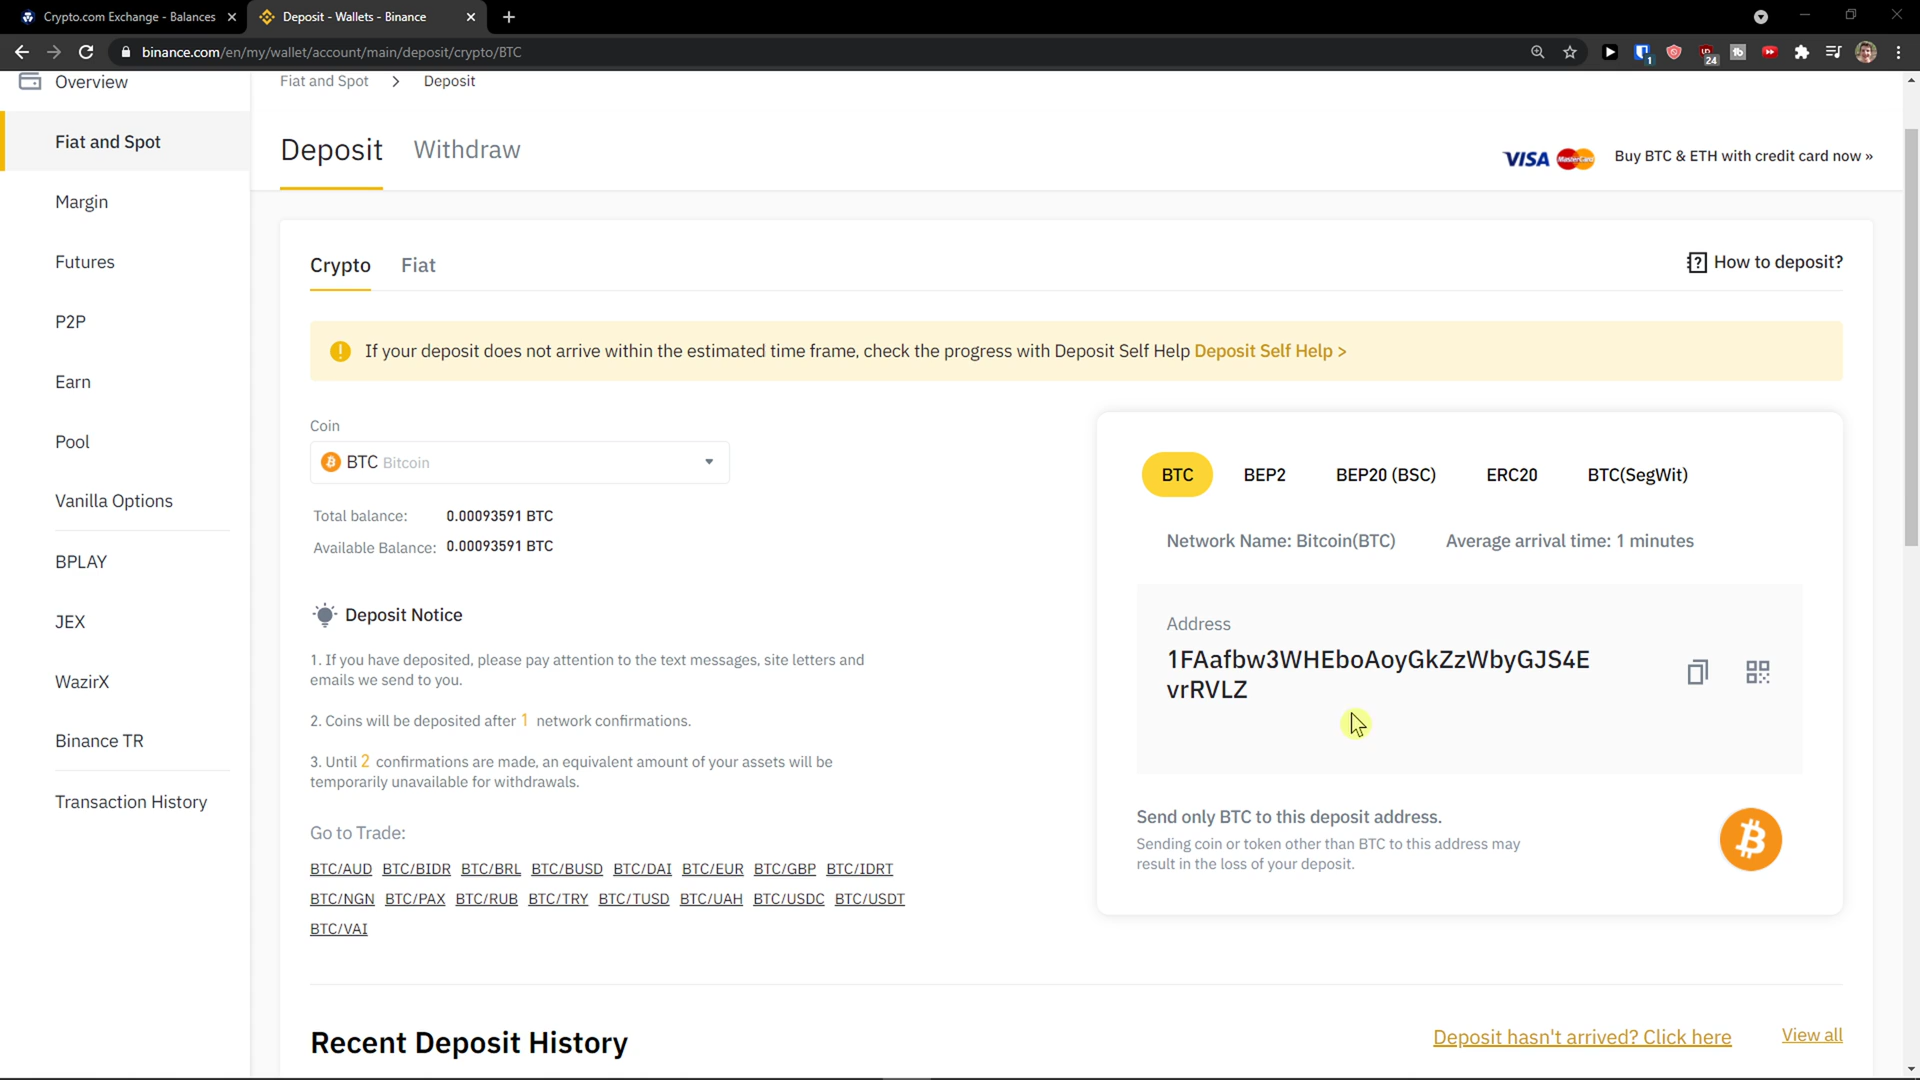 Crypto.com Exchange - Balances
Deposit - Wallets - Binance
binance.com/en/my/wallet/account/main/deposit/crypto/BTC
1
24
Overview
Fiat and Spot
Margin
Futures
P2P
Earn
Pool
Vanilla Options
BPLAY
JEX
WazirX
Binance TR
Transaction History
Fiat and Spot > Deposit
Deposit Withdraw
VISA MasterCard Buy BTC & ETH with credit card now »
Crypto Fiat
How to deposit?
If your deposit does not arrive within the estimated time frame, check the progress with Deposit Self Help Deposit Self Help >
Coin
BTC Bitcoin
Total balance: 0.00093591 BTC
Available Balance: 0.00093591 BTC
Deposit Notice
1. If you have deposited, please pay attention to the text messages, site letters and
emails we send to you.
2. Coins will be deposited after 1 network confirmations.
3. Until 2 confirmations are made, an equivalent amount of your assets will be
temporarily unavailable for withdrawals.
Go to Trade:
BTC/AUD BTC/BIDR BTC/BRL BTC/BUSD BTC/DAI BTC/EUR BTC/GBP BTC/IDRT
BTC/NGN BTC/PAX BTC/RUB BTC/TRY BTC/TUSD BTC/UAH BTC/USDC BTC/USDT
BTC/VAI
BTC BEP2 BEP20 (BSC) ERC20 BTC(SegWit)
Network Name: Bitcoin(BTC) Average arrival time: 1 minutes
Address
1FAafbw3WHEboAoyGkZzWbyGJS4E
vrRVLZ
Send only BTC to this deposit address.
Sending coin or token other than BTC to this address may
result in the loss of your deposit.
Recent Deposit History
Deposit hasn't arrived? Click here
View all